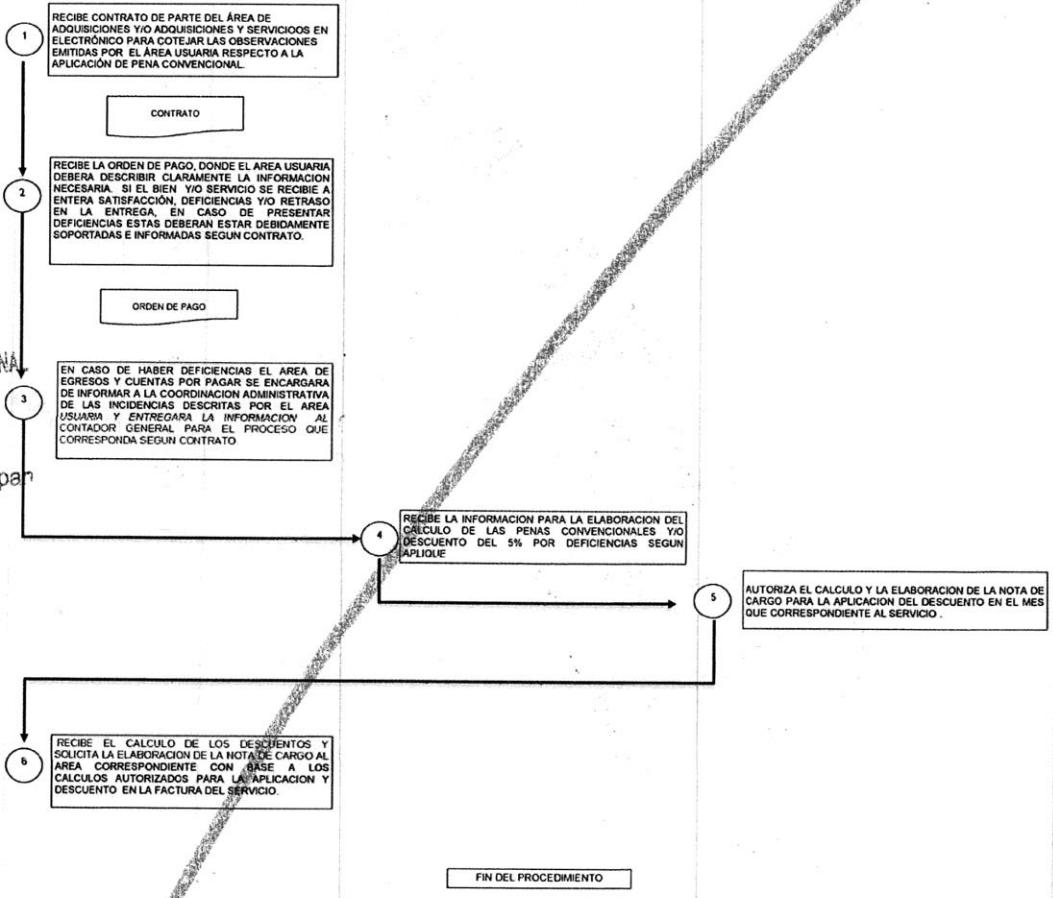 1
RECIBE CONTRATO DE PARTE DEL ÁREA DE
ADQUISICIONES Y/O ADQUISICIONES Y SERVICIOOS EN
ELECTRÓNICO PARA COTEJAR LAS OBSERVACIONES
EMITIDAS POR EL ÁREA USUARIA RESPECTO A LA
APLICACIÓN DE PENA CONVENCIONAL.
CONTRATO
2
RECIBE LA ORDEN DE PAGO, DONDE EL AREA USUARIA
DEBERA DESCRIBIR CLARAMENTE LA INFORMACION
NECESARIA. SI EL BIEN Y/O SERVICIO SE RECIBIE A
ENTERA SATISFACCIÓN, DEFICIENCIAS Y/O RETRASO
EN LA ENTREGA, EN CASO DE PRESENTAR
DEFICIENCIAS ESTAS DEBERAN ESTAR DEBIDAMENTE
SOPORTADAS E INFORMADAS SEGUN CONTRATO.
ORDEN DE PAGO
3
EN CASO DE HABER DEFICIENCIAS EL AREA DE
EGRESOS Y CUENTAS POR PAGAR SE ENCARGARA
DE INFORMAR A LA COORDINACION ADMINISTRATIVA
DE LAS INCIDENCIAS DESCRITAS POR EL AREA
USUARIA Y ENTREGARA LA INFORMACION AL
CONTADOR GENERAL PARA EL PROCESO QUE
CORRESPONDA SEGUN CONTRATO
4
RECIBE LA INFORMACION PARA LA ELABORACION DEL
CALCULO DE LAS PENAS CONVENCIONALES Y/O
DESCUENTO DEL 5% POR DEFICIENCIAS SEGUN
APLIQUE
5
AUTORIZA EL CALCULO Y LA ELABORACION DE LA NOTA DE
CARGO PARA LA APLICACION DEL DESCUENTO EN EL MES
QUE CORRESPONDIENTE AL SERVICIO .
6
RECIBE EL CALCULO DE LOS DESCUENTOS Y
SOLICITA LA ELABORACION DE LA NOTA DE CARGO AL
AREA CORRESPONDIENTE CON BASE A LOS
CALCULOS AUTORIZADOS PARA LA APLICACION Y
DESCUENTO EN LA FACTURA DEL SERVICIO.
FIN DEL PROCEDIMIENTO